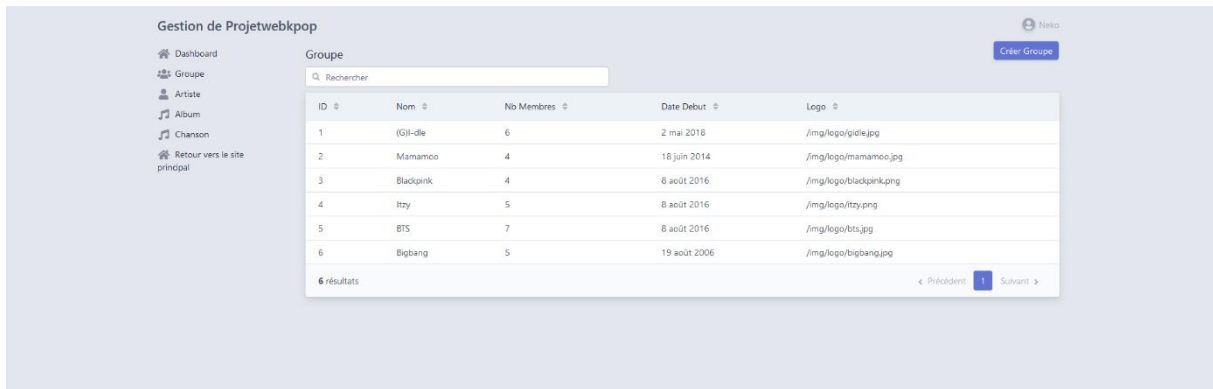 Gestion de Projetwebkpop
Neko
Dashboard
Groupe
Artiste
Album
Chanson
Retour vers le site
principal
Groupe
Créer Groupe
Rechercher
ID Nom Nb Membres Date Debut Logo
1 (G)I-dle 6 2 mai 2018 /img/logo/gidle.jpg
2 Mamamoo 4 18 juin 2014 /img/logo/mamamoo.jpg
3 Blackpink 4 8 août 2016 /img/logo/blackpink.png
4 Itzy 5 8 août 2016 /img/logo/itzy.png
5 BTS 7 8 août 2016 /img/logo/bts.jpg
6 Bigbang 5 19 août 2006 /img/logo/bigbang.jpg
6 résultats
Précédent 1 Suivant